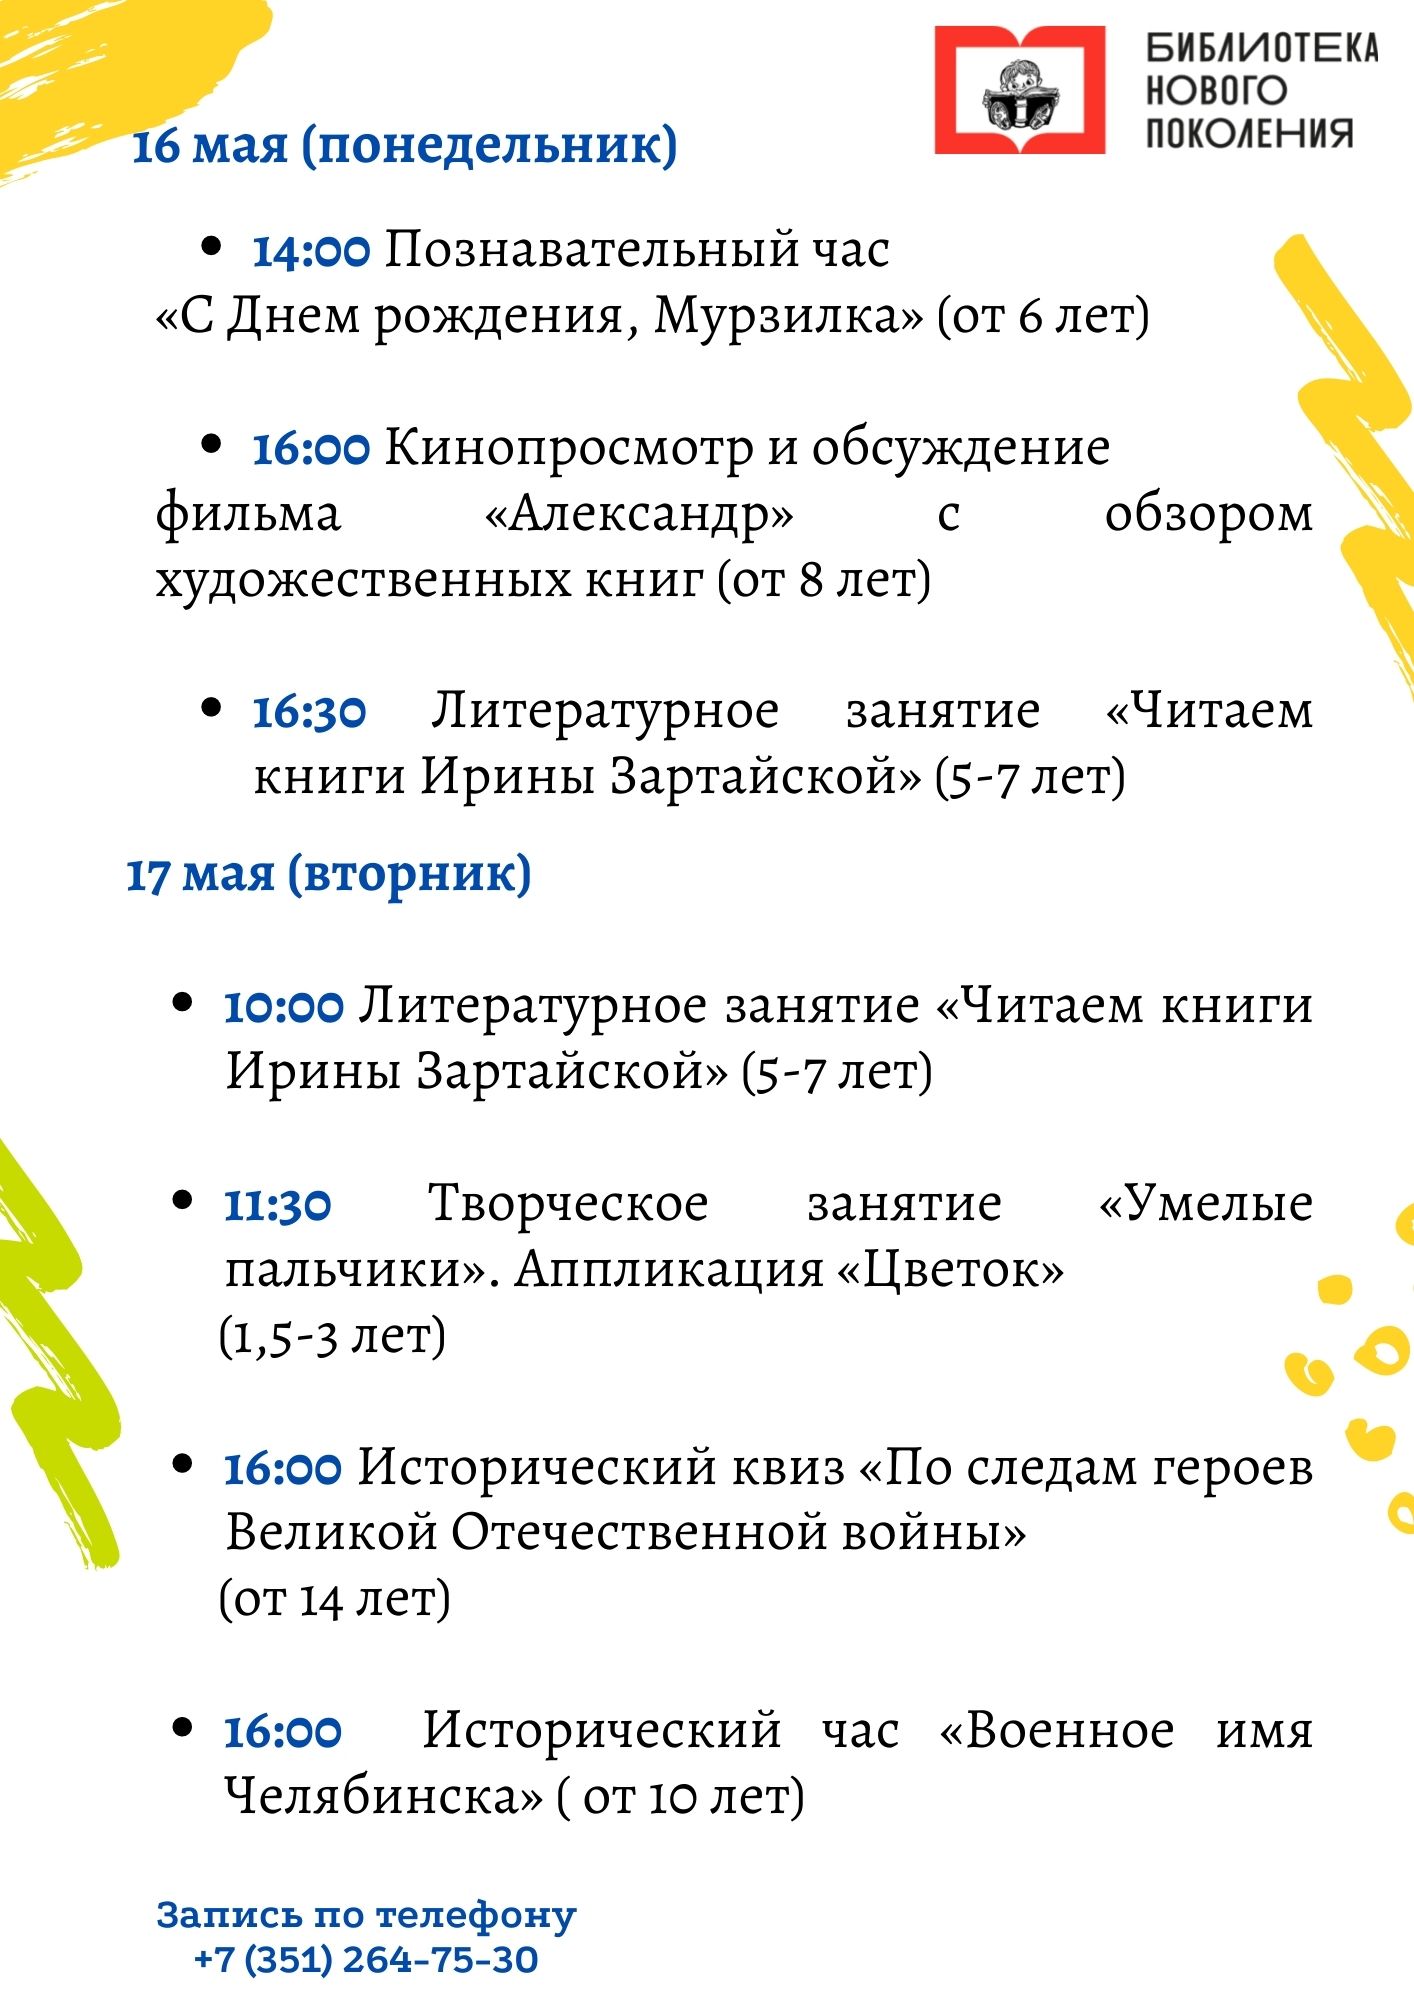 БИБЛИОТЕКА
НОВОГО
ПОКОЛЕНИЯ
16 мая (понедельник)
• 14:00 Познавательный час
«С Днем рождения, Мурзилка» (от 6 лет)
• 16:00 Кинопросмотр и обсуждение
фильма «Александр» с обзором
художественных книг (от 8 лет)
• 16:30 Литературное занятие «Читаем
книги Ирины Зартайской» (5-7 лет)
17 мая (вторник)
• 10:00 Литературное занятие «Читаем книги
Ирины Зартайской» (5-7 лет)
• 11:30 Творческое занятие «Умелые
пальчики». Аппликация «Цветок»
(1,5-3 лет)
• 16:00 Исторический квиз «По следам героев
Великой Отечественной войны»
(от 14 лет)
• 16:00 Исторический час «Военное имя
Челябинска» ( от 10 лет)
Запись по телефону
+7 (351) 264-75-30